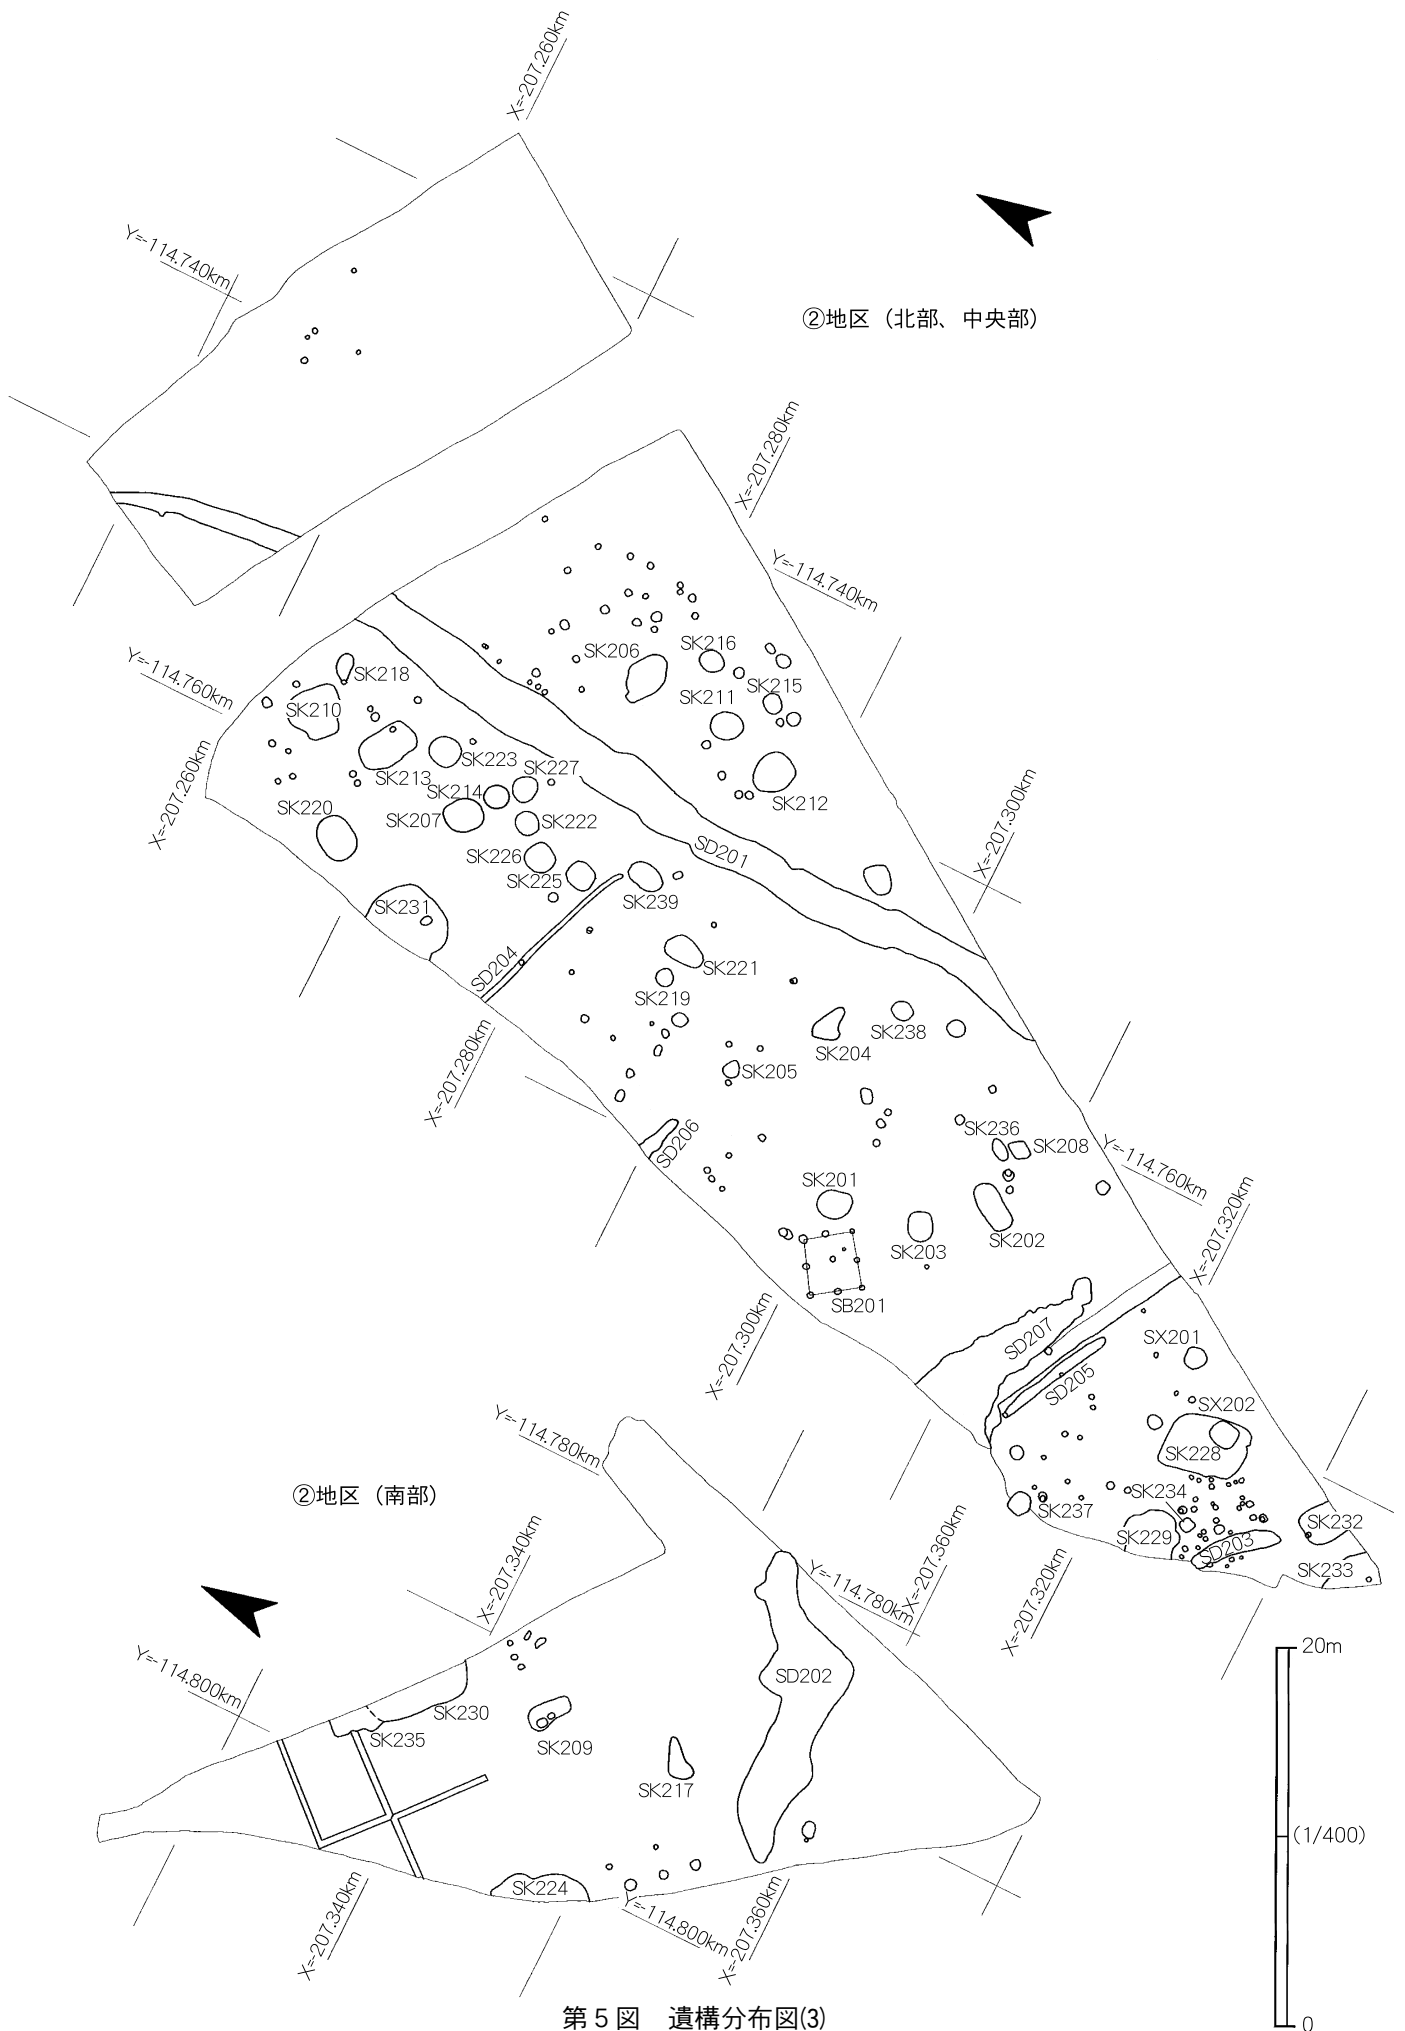 X=-207.260km
Y=-114.740km
②地区（北部、中央部）
X=-207.280km
Y=-114.740km
SK206
SK216
SK218
SK215
Y=-114.760km
SK210
SK211
SK223
SK227
SK213
SK214
X=-207.260km
SK212
SK220
SK207
SK222
SD201
X=-207.300km
SK226
SK225
SK239
SK231
SD204
SK221
SK219
SK238
SK204
X=-207.280km
SK205
SK236
SK208
Y=-114.760km
SD206
SK201
X=-207.320km
SK203
SK202
SB201
X=-207.300km
SD207
SX201
SD205
SX202
Y=-114.780km
SK228
②地区（南部）
SK234
SK237
SK232
SK229
SD203
X=-207.340km
X=-207.360km
X=-207.320km
SK233
Y=-114.780km
20m
Y=-114.800km
SD202
SK230
SK235
SK209
SK217
(1/400)
SK224
X=-207.340km
Y=-114.800km
X=-207.360km
0
第５図　遺構分布図⑶